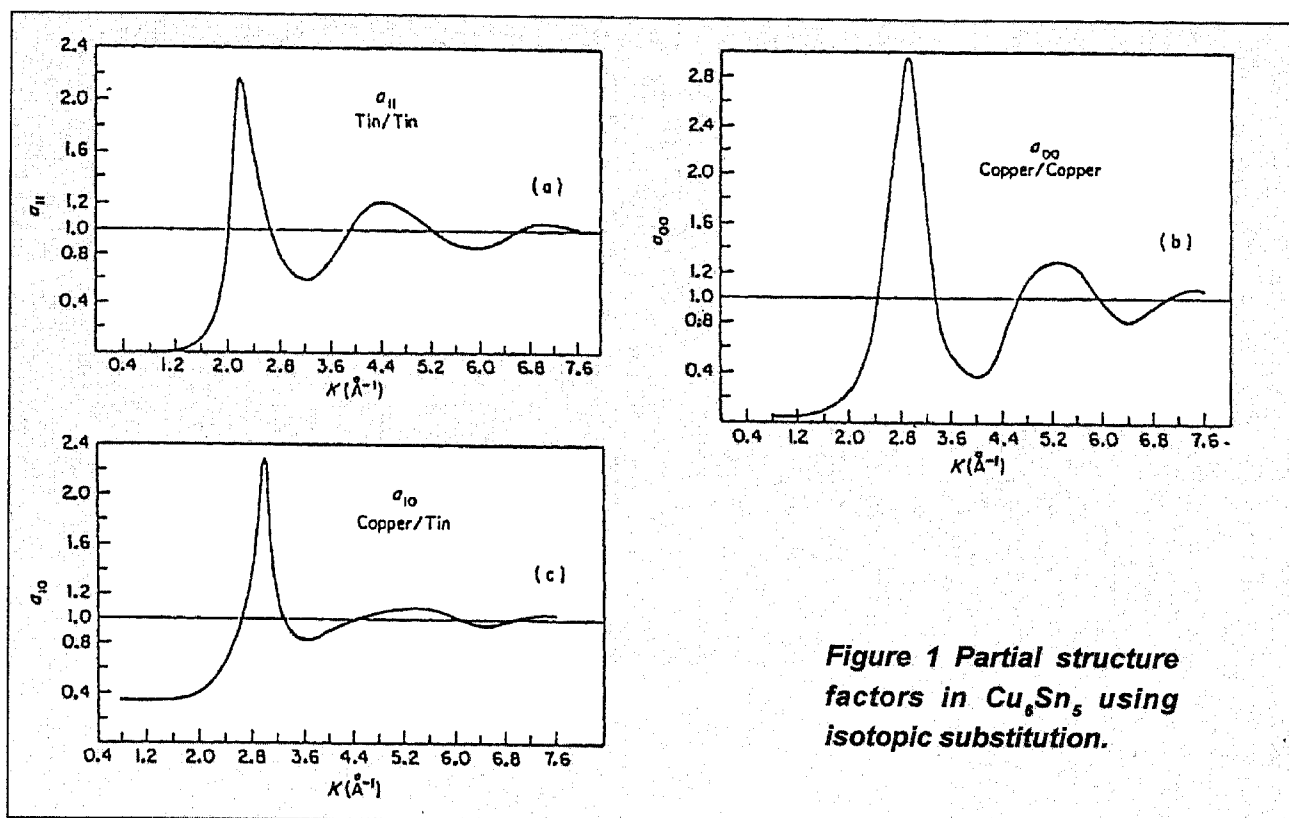 2.4
2.0
1.6
1.2
1.0
0.8
0.4
a₁₁
a₁₁
Tin/Tin
(a)
0.4 1.2 2.0 2.8 3.6 4.4 5.2 6.0 6.8 7.6
K(Å⁻¹)
2.8
2.4
2.0
1.6
1.2
1.0
0.8
0.4
a₀₀
a₀₀
Copper/Copper
(b)
0.4 1.2 2.0 2.8 3.6 4.4 5.2 6.0 6.8 7.6
K(Å⁻¹)
2.4
2.0
1.6
1.2
1.0
0.8
0.4
a₁₀
a₁₀
Copper/Tin
(c)
0.4 1.2 2.0 2.8 3.6 4.4 5.2 6.0 6.8 7.6
K(Å⁻¹)
Figure 1 Partial structure
factors in Cu₆Sn₅ using
isotopic substitution.